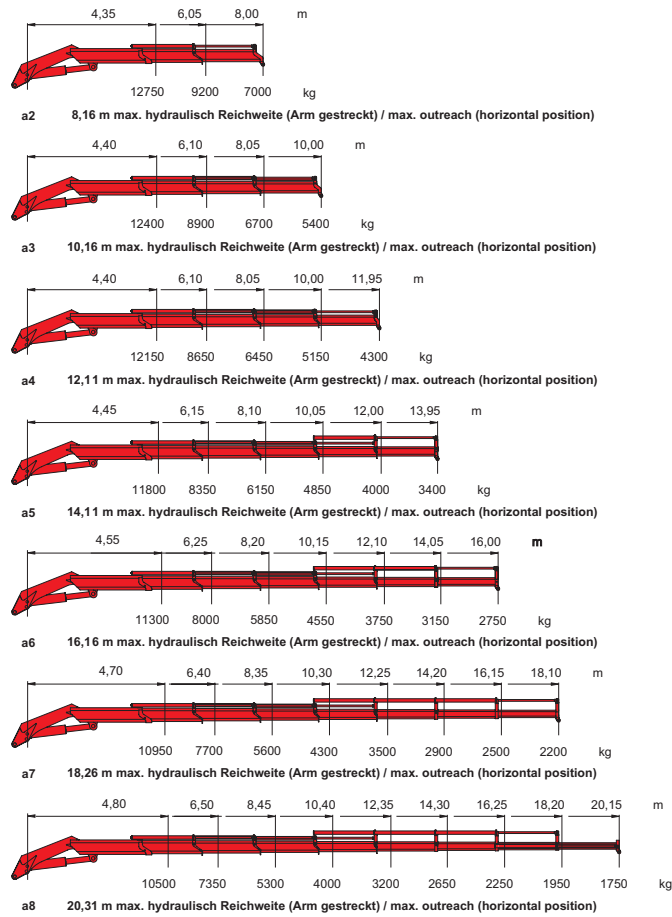 4,35 6,05 8,00 m
12750 9200 7000 kg
a2 8,16 m max. hydraulisch Reichweite (Arm gestreckt) / max. outreach (horizontal position)
4,40 6,10 8,05 10,00 m
12400 8900 6700 5400 kg
a3 10,16 m max. hydraulisch Reichweite (Arm gestreckt) / max. outreach (horizontal position)
4,40 6,10 8,05 10,00 11,95 m
12150 8650 6450 5150 4300 kg
a4 12,11 m max. hydraulisch Reichweite (Arm gestreckt) / max. outreach (horizontal position)
4,45 6,15 8,10 10,05 12,00 13,95 m
11800 8350 6150 4850 4000 3400 kg
a5 14,11 m max. hydraulisch Reichweite (Arm gestreckt) / max. outreach (horizontal position)
4,55 6,25 8,20 10,15 12,10 14,05 16,00 m
11300 8000 5850 4550 3750 3150 2750 kg
a6 16,16 m max. hydraulisch Reichweite (Arm gestreckt) / max. outreach (horizontal position)
4,70 6,40 8,35 10,30 12,25 14,20 16,15 18,10 m
10950 7700 5600 4300 3500 2900 2500 2200 kg
a7 18,26 m max. hydraulisch Reichweite (Arm gestreckt) / max. outreach (horizontal position)
4,80 6,50 8,45 10,40 12,35 14,30 16,25 18,20 20,15 m
10500 7350 5300 4000 3200 2650 2250 1950 1750 kg
a8 20,31 m max. hydraulisch Reichweite (Arm gestreckt) / max. outreach (horizontal position)